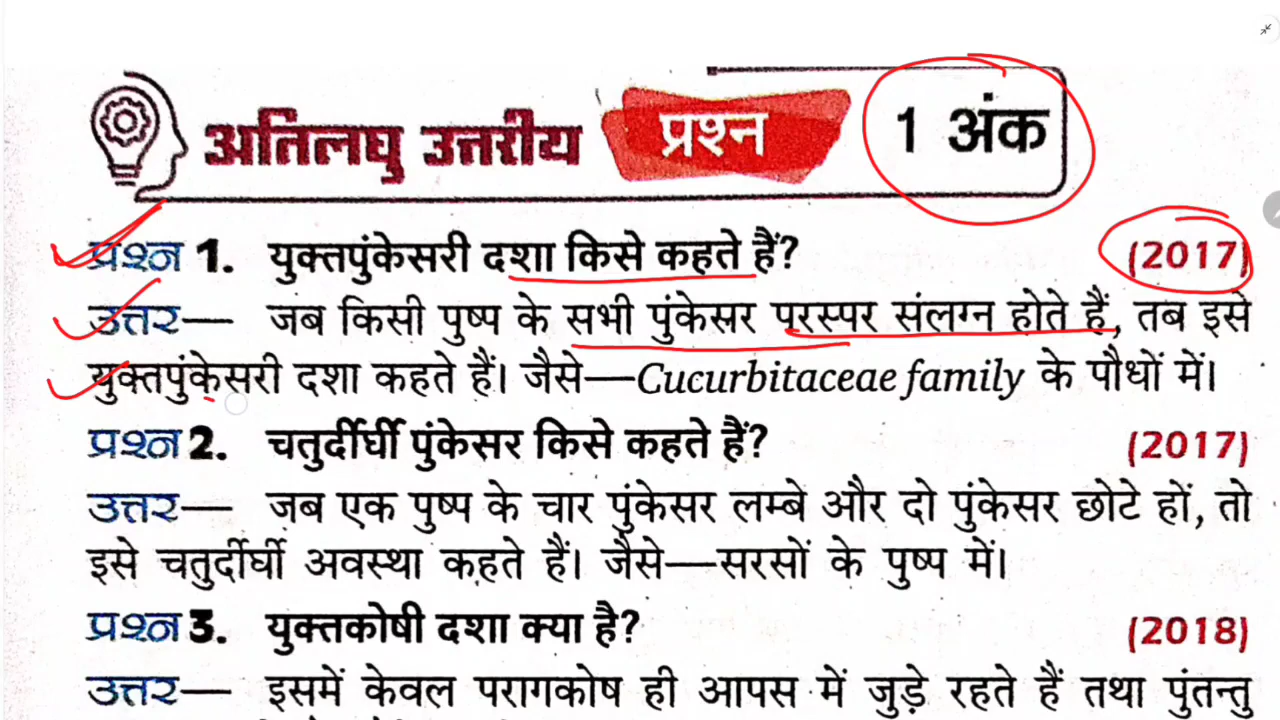 अतिलघु उत्तरीय प्रश्न 1 अंक
प्रश्न 1. युक्तपुंकेसरी दशा किसे कहते हैं? (2017)
उत्तर— जब किसी पुष्प के सभी पुंकेसर परस्पर संलग्न होते हैं, तब इसे
युक्तपुंकेसरी दशा कहते हैं। जैसे—Cucurbitaceae family के पौधों में।
प्रश्न 2. चतुर्दीर्घी पुंकेसर किसे कहते हैं? (2017)
उत्तर— जब एक पुष्प के चार पुंकेसर लम्बे और दो पुंकेसर छोटे हों, तो
इसे चतुर्दीर्घी अवस्था कहते हैं। जैसे—सरसों के पुष्प में।
प्रश्न 3. युक्तकोषी दशा क्या है? (2018)
उत्तर— इसमें केवल परागकोष ही आपस में जुड़े रहते हैं तथा पुंतन्तु